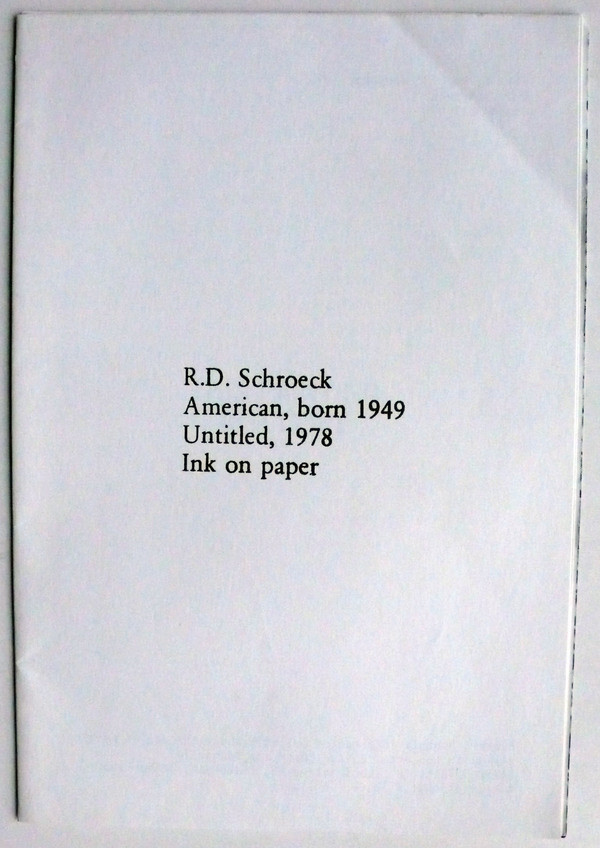 R.D. Schroeck
American, born 1949
Untitled, 1978
Ink on paper